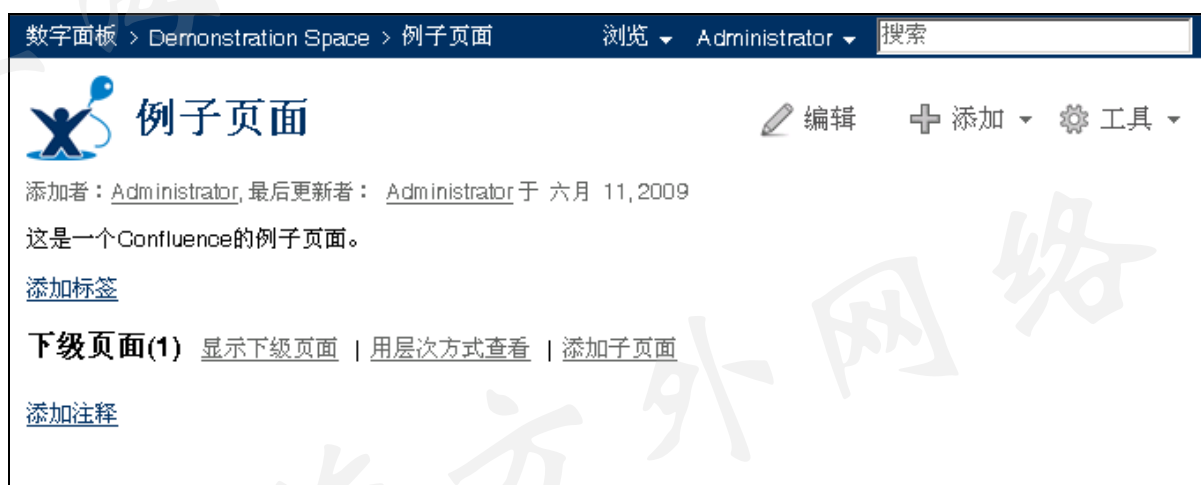 数字面板 > Demonstration Space > 例子页面 浏览 Administrator 搜索
例子页面 编辑 添加 工具
添加者：Administrator, 最后更新者： Administrator 于 六月 11, 2009
这是一个Confluence的例子页面。
添加标签
下级页面(1) 显示下级页面 | 用层次方式查看 | 添加子页面
添加注释
方外网络